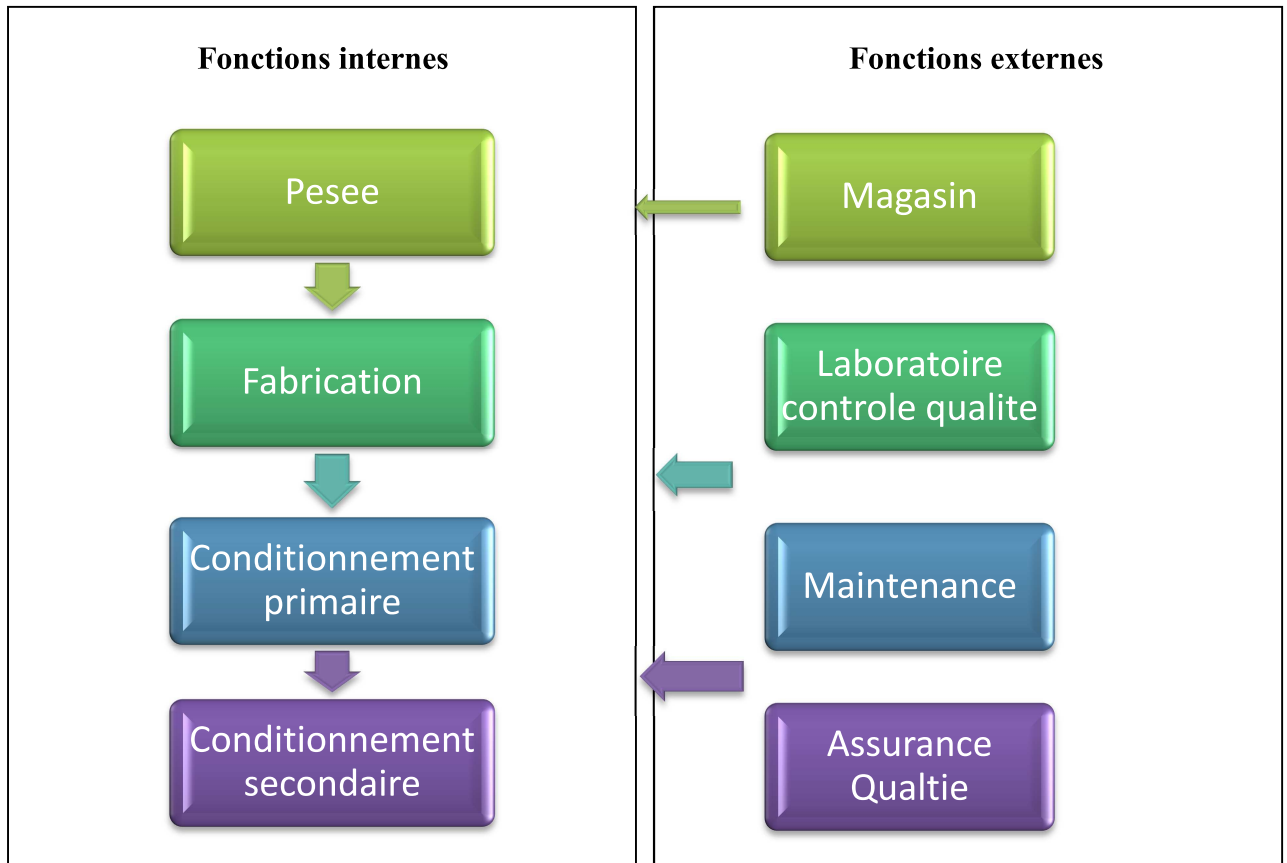 Fonctions internes
Pesee
Fabrication
Conditionnement
primaire
Conditionnement
secondaire
Fonctions externes
Magasin
Laboratoire
controle qualite
Maintenance
Assurance
Qualtie